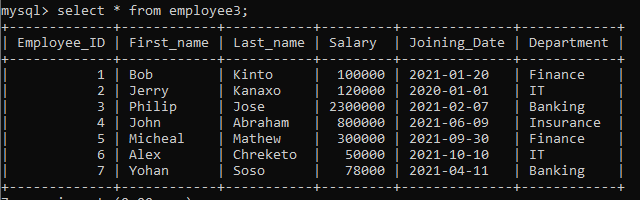 mysql> select * from employee3;
+-------------+------------+-----------+---------+--------------+------------+
| Employee_ID | First_name | Last_name | Salary | Joining_Date | Department |
+-------------+------------+-----------+---------+--------------+------------+
| 1 | Bob | Kinto | 100000 | 2021-01-20 | Finance |
| 2 | Jerry | Kanaxo | 120000 | 2020-01-01 | IT |
| 3 | Philip | Jose | 2300000 | 2021-02-07 | Banking |
| 4 | John | Abraham | 800000 | 2021-06-09 | Insurance |
| 5 | Micheal | Mathew | 300000 | 2021-09-30 | Finance |
| 6 | Alex | Chreketo | 50000 | 2021-10-10 | IT |
| 7 | Yohan | Soso | 78000 | 2021-04-11 | Banking |
+-------------+------------+-----------+---------+--------------+------------+